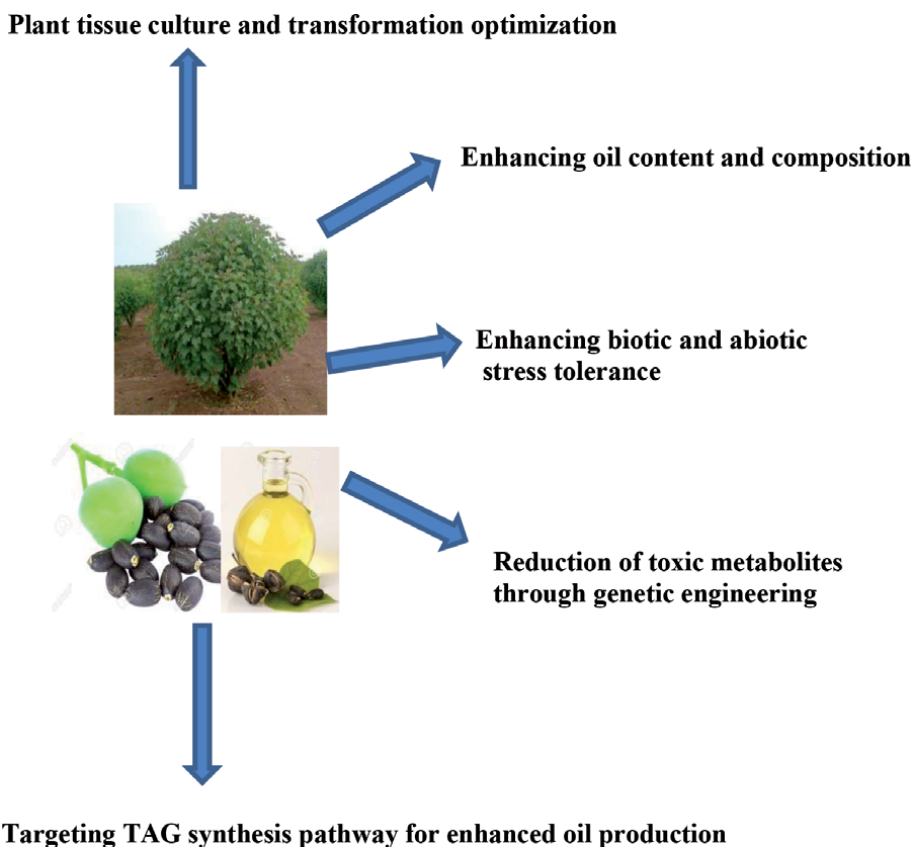 Plant tissue culture and transformation optimization
Enhancing oil content and composition
Enhancing biotic and abiotic
stress tolerance
Reduction of toxic metabolites
through genetic engineering
Targeting TAG synthesis pathway for enhanced oil production